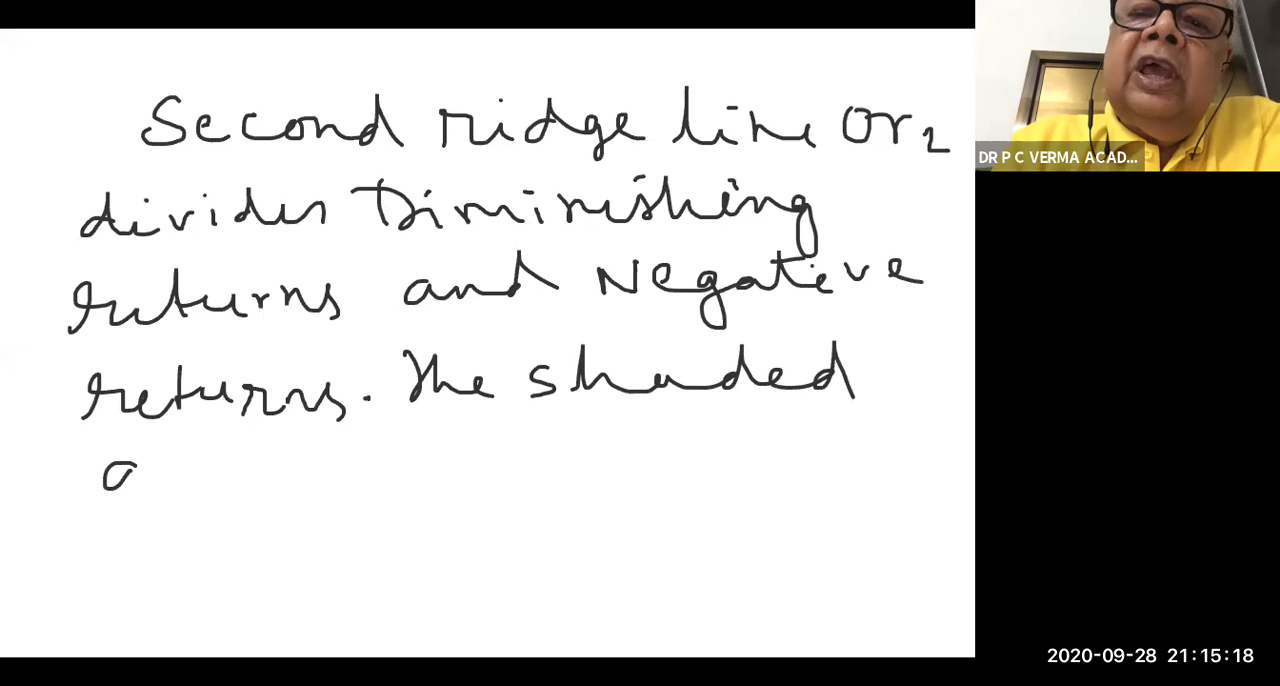 Second ridge line Or₂
divides Diminishing
returns and Negative
returns. The shaded
a
DR P C VERMA ACAD...
2020-09-28 21:15:18